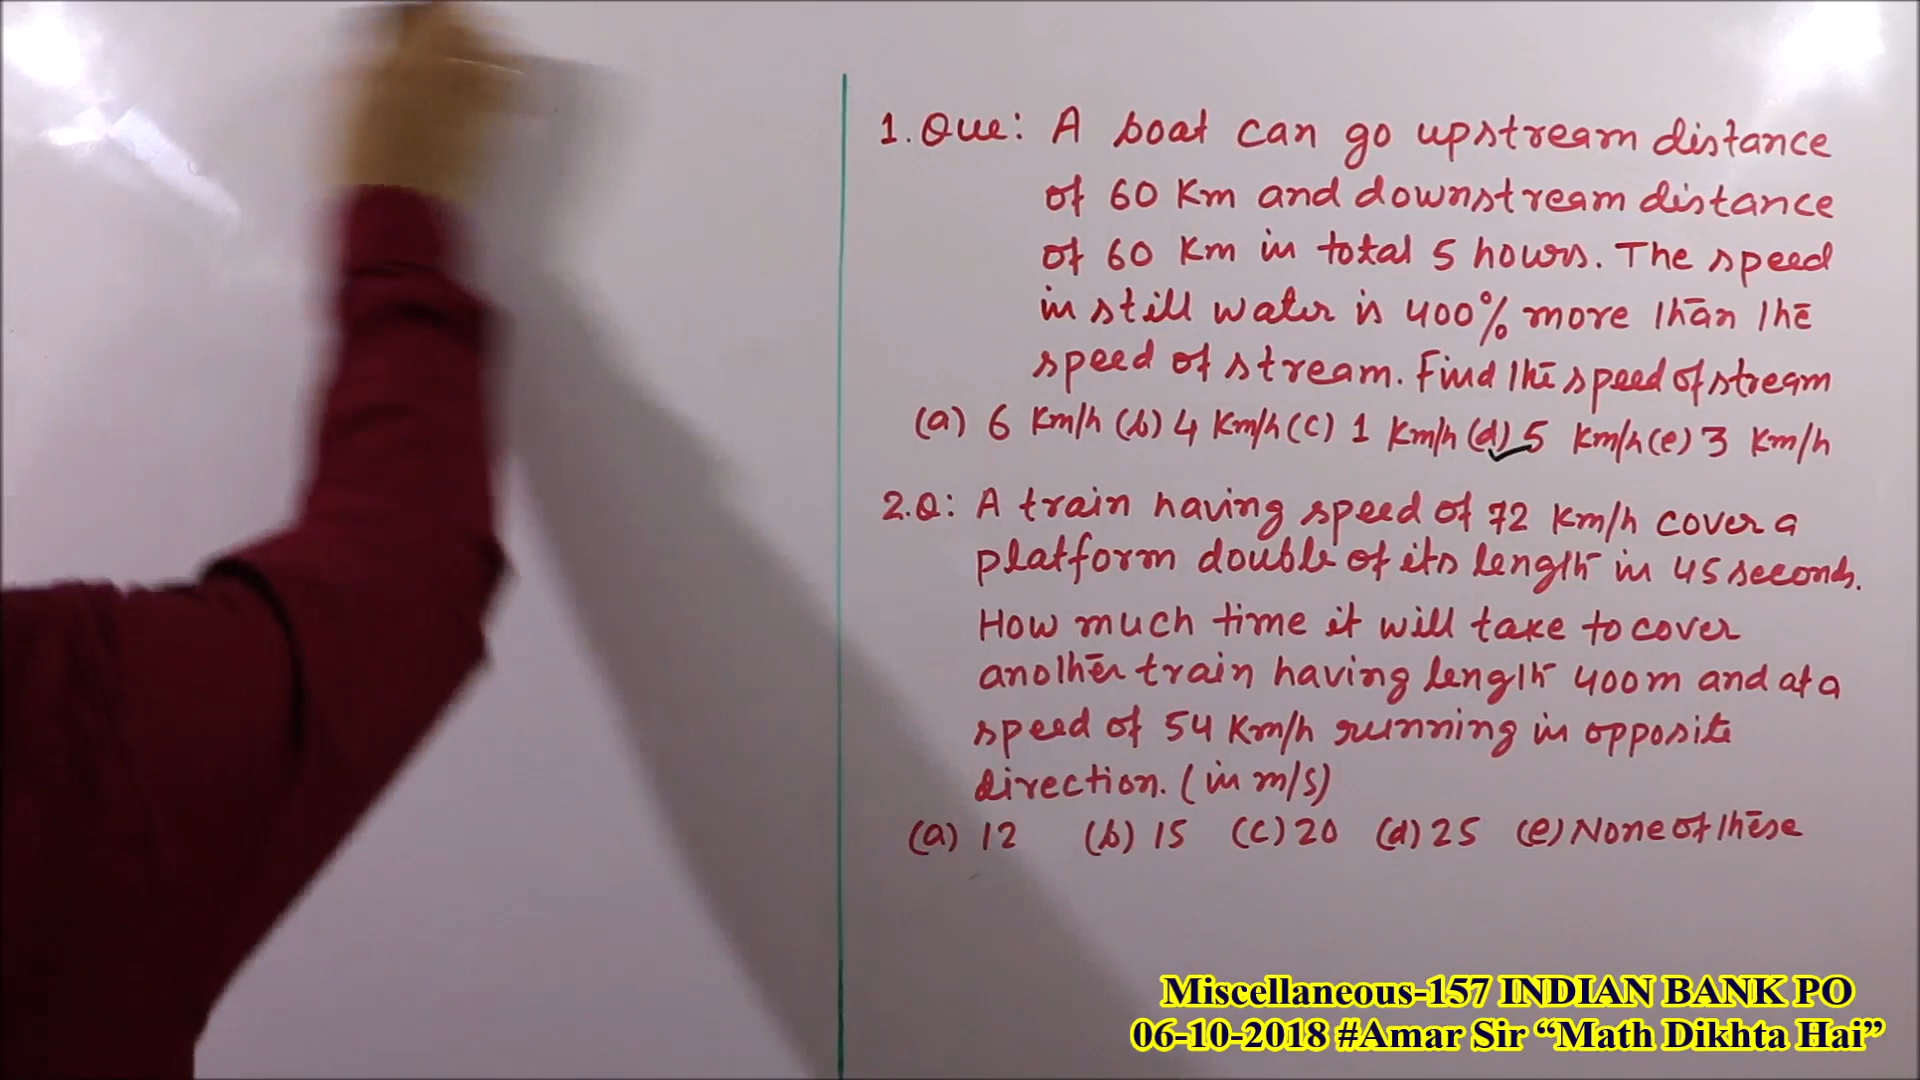 1. Que: A boat can go upstream distance
of 60 Km and downstream distance
of 60 Km in total 5 hours. The speed
in still water is 400% more than the
speed of stream. Find the speed of stream
(a) 6 Km/h (b) 4 Km/h (c) 1 Km/h (d) 5 Km/h (e) 3 Km/h
2. Q: A train having speed of 72 Km/h cover a
platform double of its length in 45 seconds.
How much time it will take to cover
another train having length 400m and at a
speed of 54 Km/h running in opposite
direction. (in m/s)
(a) 12 (b) 15 (c) 20 (d) 25 (e) None of these
Miscellaneous-157 INDIAN BANK PO
06-10-2018 #Amar Sir “Math Dikhta Hai”